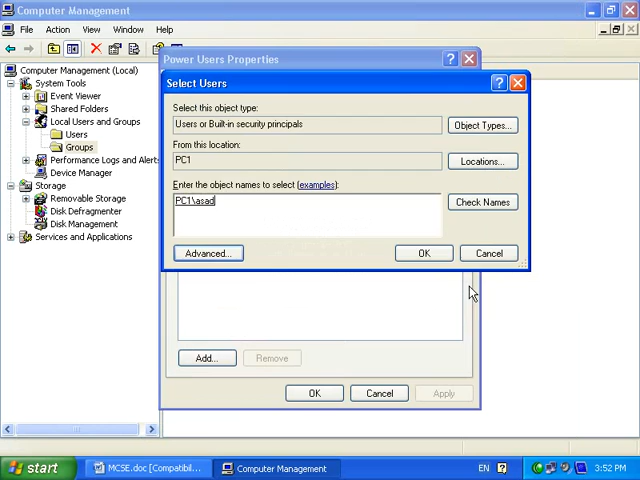 Computer Management
File Action View Window Help
Computer Management (Local)
System Tools
Event Viewer
Shared Folders
Local Users and Groups
Users
Groups
Performance Logs and Alerts
Device Manager
Storage
Removable Storage
Disk Defragmenter
Disk Management
Services and Applications
Power Users Properties
Select Users
Select this object type:
Users or Built-in security principals
Object Types...
From this location:
PC1
Locations...
Enter the object names to select (examples):
PC1\asad
Check Names
Advanced...
OK
Cancel
Add...
Remove
OK
Cancel
Apply
start
MCSE.doc [Compatibil...
Computer Management
EN
3:52 PM